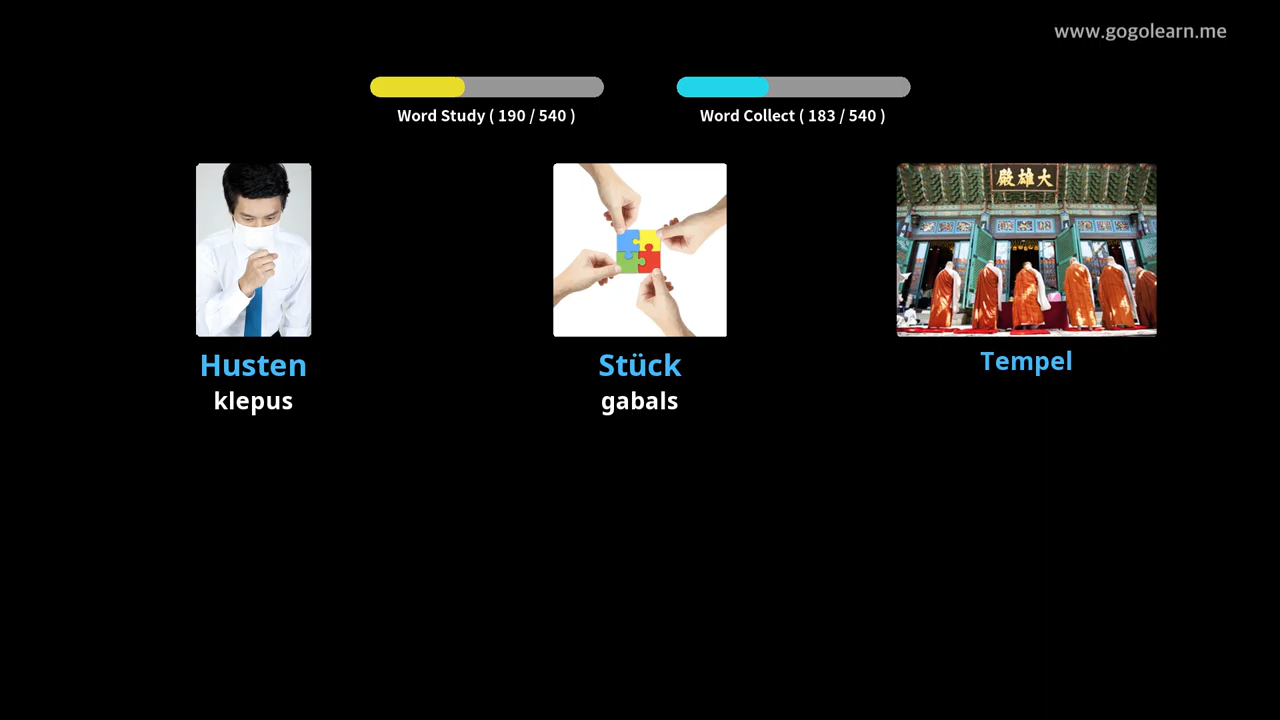 www.gogolearn.me
Word Study ( 190 / 540 )
Word Collect ( 183 / 540 )
殿雄大
Husten
klepus
Stück
gabals
Tempel